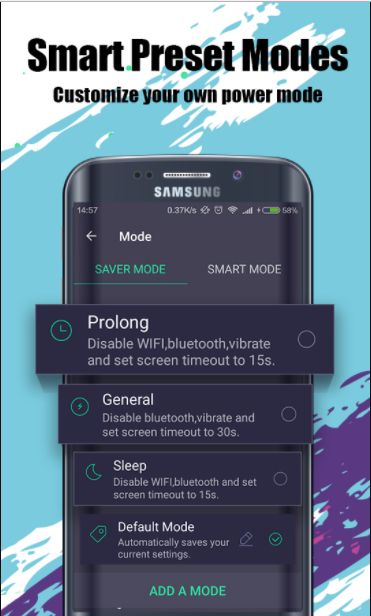 Smart Preset Modes
Customize your own power mode
SAMSUNG
14:57 0.37K/s 58%
Mode
SAVER MODE SMART MODE
Prolong
Disable WIFI,bluetooth,vibrate
and set screen timeout to 15s.
General
Disable bluetooth,vibrate and
set screen timeout to 30s.
Sleep
Disable WIFI,bluetooth and set
screen timeout to 15s.
Default Mode
Automatically saves your
current settings.
ADD A MODE